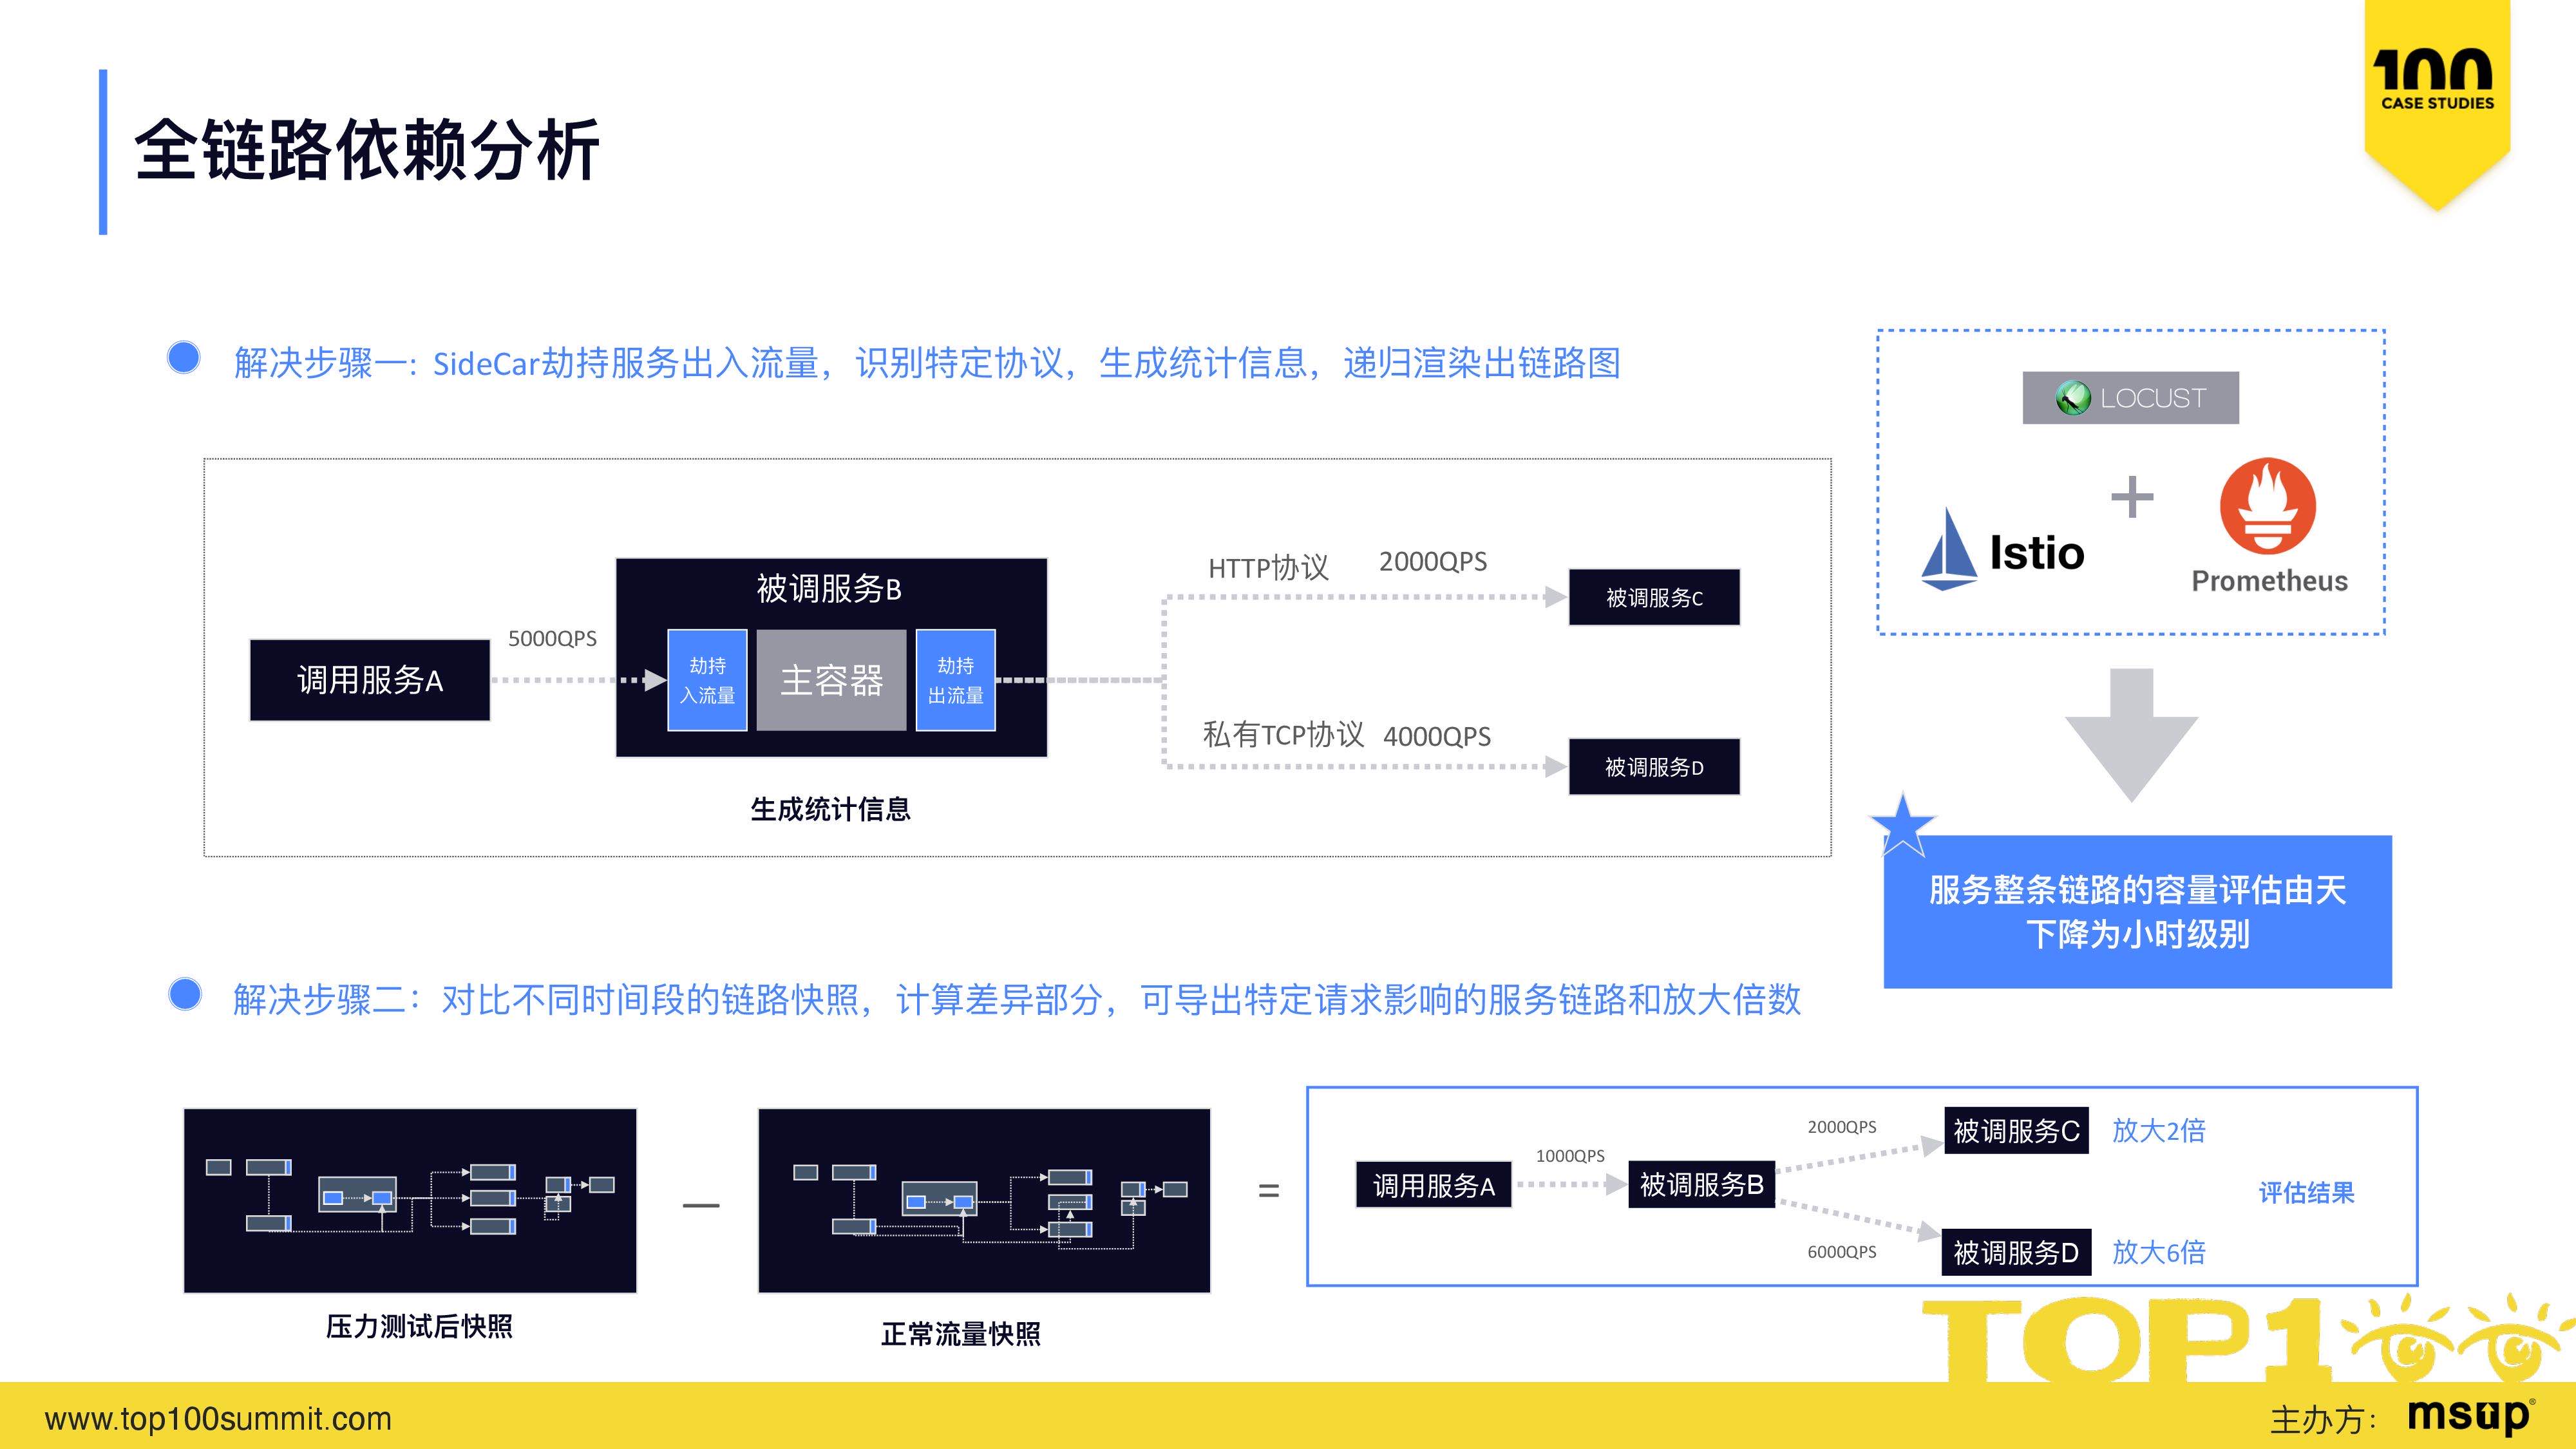 100
CASE STUDIES
全链路依赖分析
解决步骤一: SideCar劫持服务出入流量，识别特定协议，生成统计信息，递归渲染出链路图
LOCUST
Istio
+
Prometheus
调用服务A
5000QPS
被调服务B
劫持
入流量
主容器
劫持
出流量
HTTP协议 2000QPS
被调服务C
私有TCP协议 4000QPS
被调服务D
生成统计信息
服务整条链路的容量评估由天
下降为小时级别
解决步骤二：对比不同时间段的链路快照，计算差异部分，可导出特定请求影响的服务链路和放大倍数
压力测试后快照
—
正常流量快照
=
调用服务A
1000QPS
被调服务B
2000QPS
被调服务C
放大2倍
6000QPS
被调服务D
放大6倍
评估结果
TOP100
www.top100summit.com
主办方：
msup®